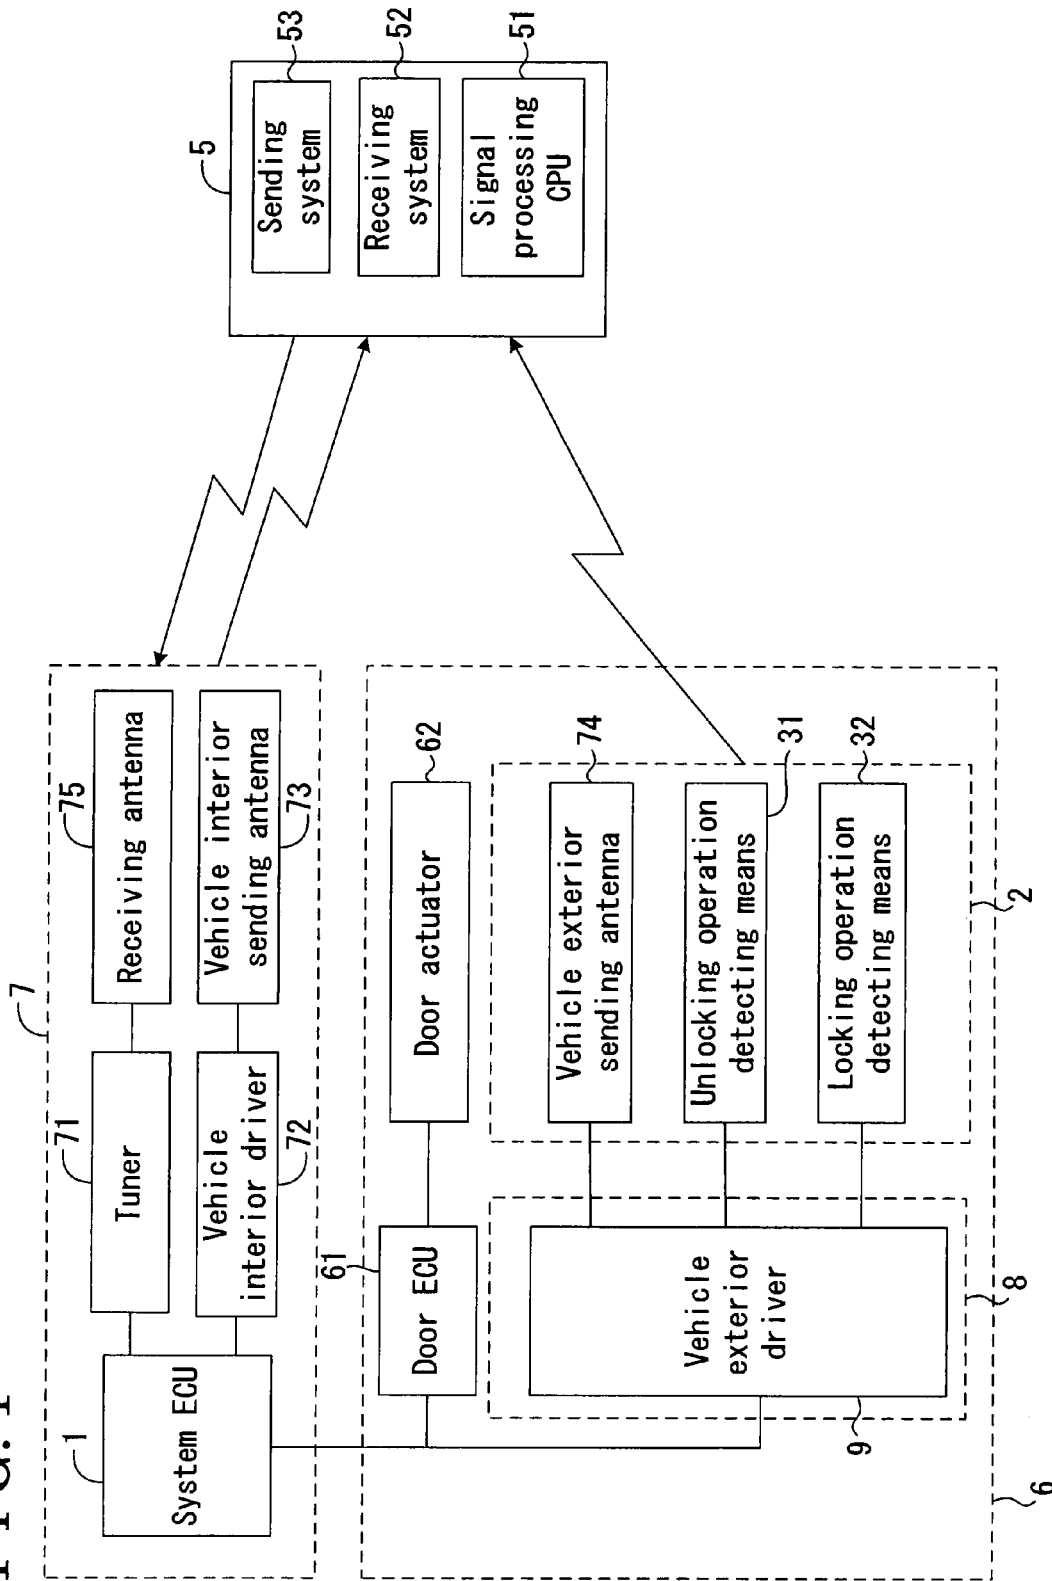 FIG. 1
7
1
System ECU
71
Tuner
75
Receiving antenna
Vehicle
interior driver
72
Vehicle interior
sending antenna
73
5
Sending
system
53
Receiving
system
52
Signal
processing
CPU
51
61
Door ECU
Door actuator
62
Vehicle
exterior
driver
9
8
Vehicle exterior
sending antenna
74
Unlocking operation
detecting means
31
Locking operation
detecting means
32
2
6